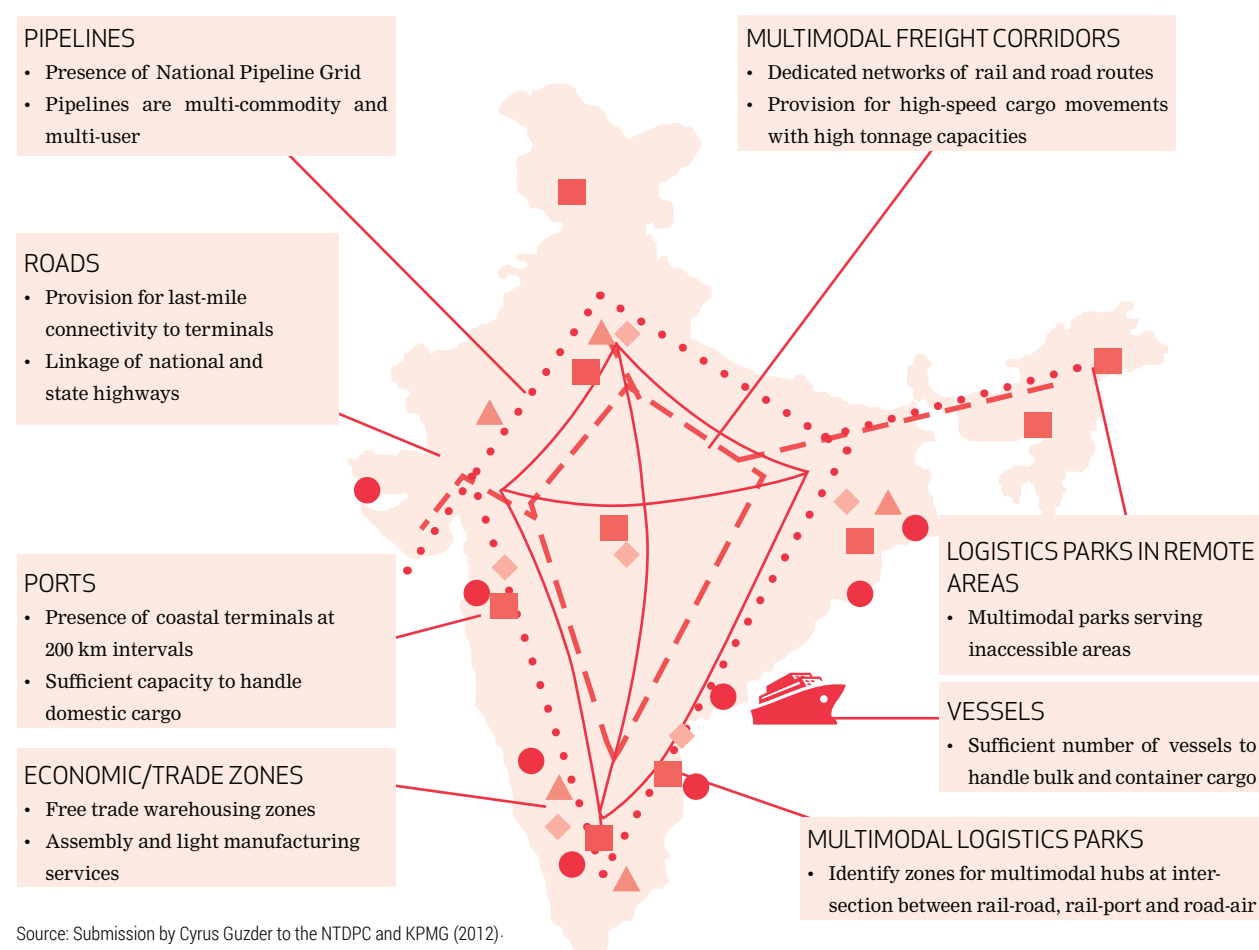 PIPELINES
• Presence of National Pipeline Grid
• Pipelines are multi-commodity and
multi-user
MULTIMODAL FREIGHT CORRIDORS
• Dedicated networks of rail and road routes
• Provision for high-speed cargo movements
with high tonnage capacities
ROADS
• Provision for last-mile
connectivity to terminals
• Linkage of national and
state highways
PORTS
• Presence of coastal terminals at
200 km intervals
• Sufficient capacity to handle
domestic cargo
LOGISTICS PARKS IN REMOTE
AREAS
• Multimodal parks serving
inaccessible areas
VESSELS
• Sufficient number of vessels to
handle bulk and container cargo
ECONOMIC/TRADE ZONES
• Free trade warehousing zones
• Assembly and light manufacturing
services
MULTIMODAL LOGISTICS PARKS
• Identify zones for multimodal hubs at inter-
section between rail-road, rail-port and road-air
Source: Submission by Cyrus Guzder to the NTDPC and KPMG (2012).